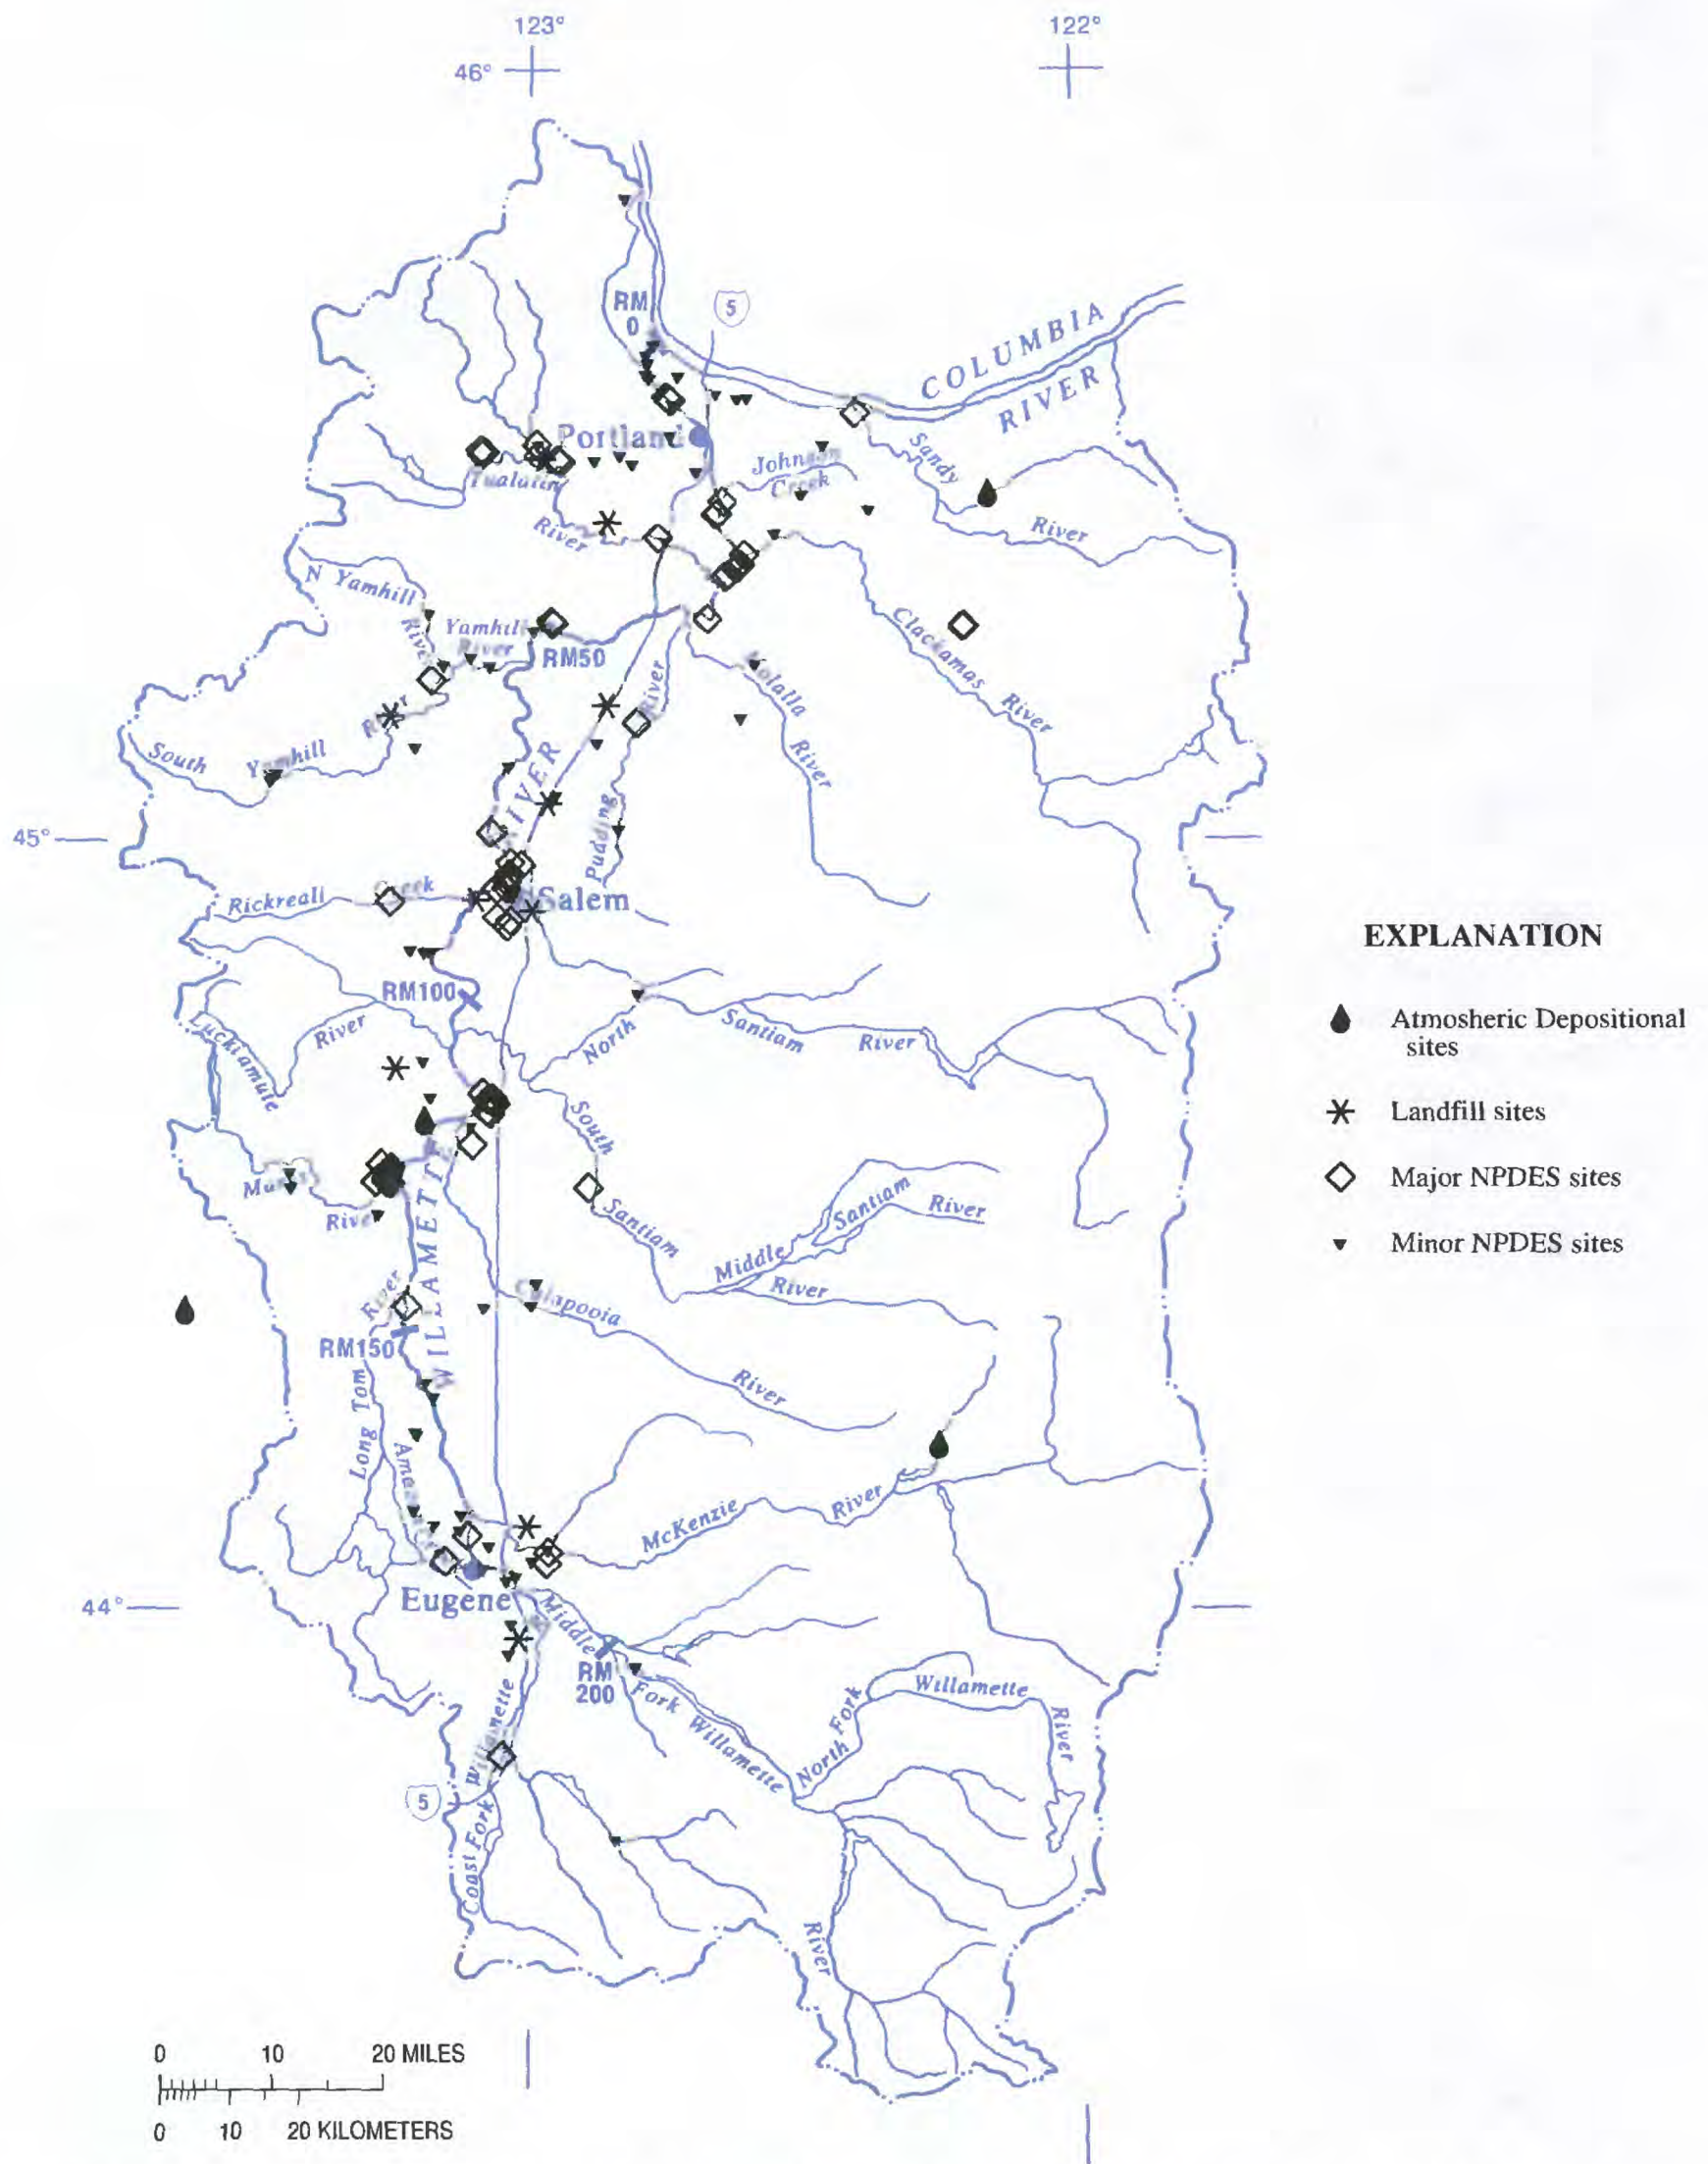 123°
122°
46°
RM
0
5
COLUMBIA
RIVER
Portland
Johnson
Creek
Sandy
River
Tualatin
River
N Yamhill
River
Yamhill
River
RM50
Clackamas River
Molalla
River
River
South Yamhill River
RIVER
Pudding
45°
Rickreall Creek
Salem
RM100
Luckiamute
River
North
Santiam River
South
Santiam
Marys
River
WILLAMETTE
Middle Santiam River
River
River
RM150
Calapooia
River
Long Tom
Amazon
McKenzie River
44°
Eugene
Middle
RM
200
Fork Willamette
North Fork
Willamette
River
Willamette
5
Coast Fork
River
EXPLANATION
Atmosheric Depositional
sites
Landfill sites
Major NPDES sites
Minor NPDES sites
0 10 20 MILES
0 10 20 KILOMETERS